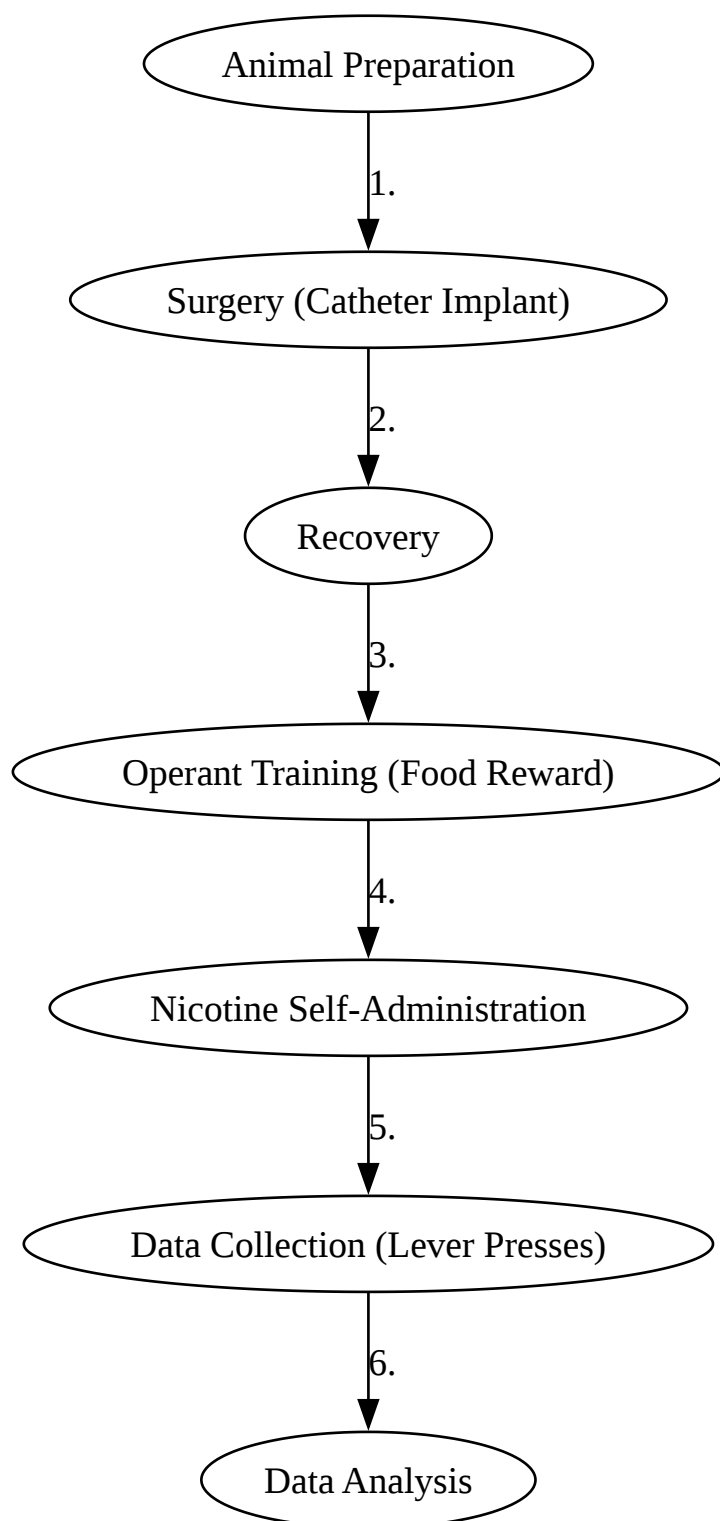 Animal Preparation
1.
Surgery (Catheter Implant)
2.
Recovery
3.
Operant Training (Food Reward)
4.
Nicotine Self-Administration
5.
Data Collection (Lever Presses)
6.
Data Analysis